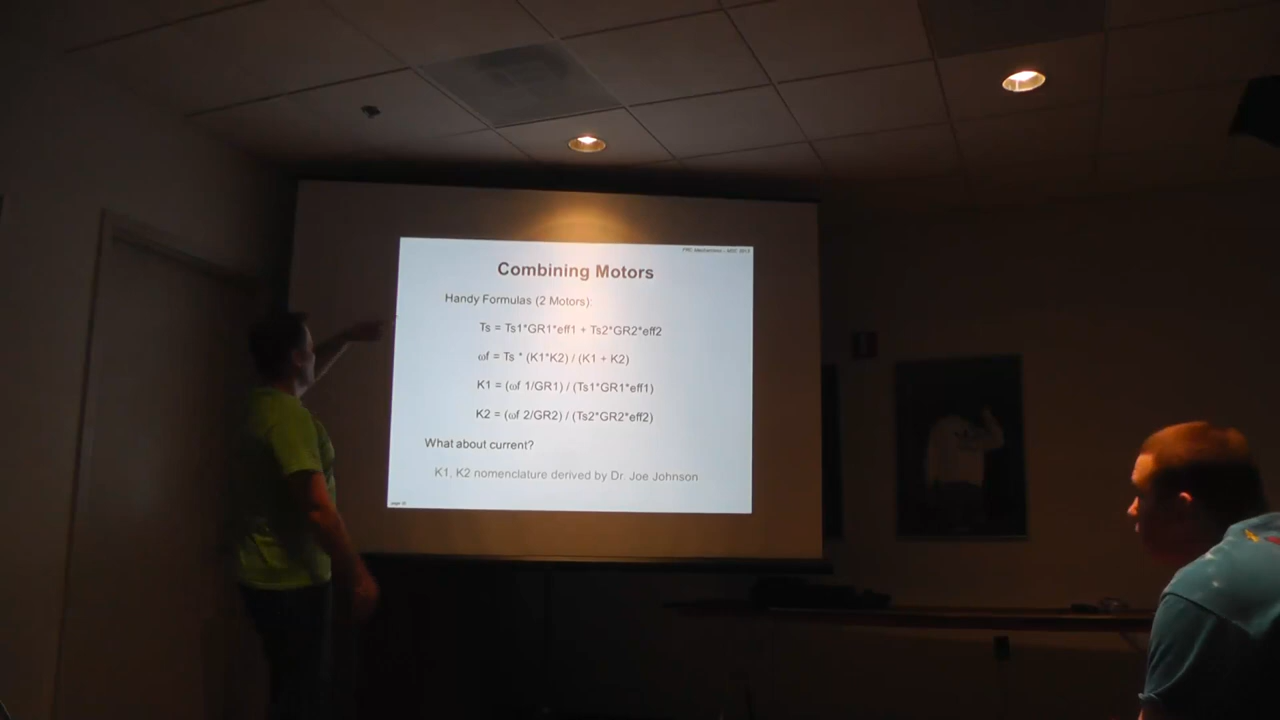 Combining Motors
Handy Formulas (2 Motors):
Ts = Ts1*GR1*eff1 + Ts2*GR2*eff2
ωf = Ts * (K1*K2) / (K1 + K2)
K1 = (ωf 1/GR1) / (Ts1*GR1*eff1)
K2 = (ωf 2/GR2) / (Ts2*GR2*eff2)
What about current?
K1, K2 nomenclature derived by Dr. Joe Johnson